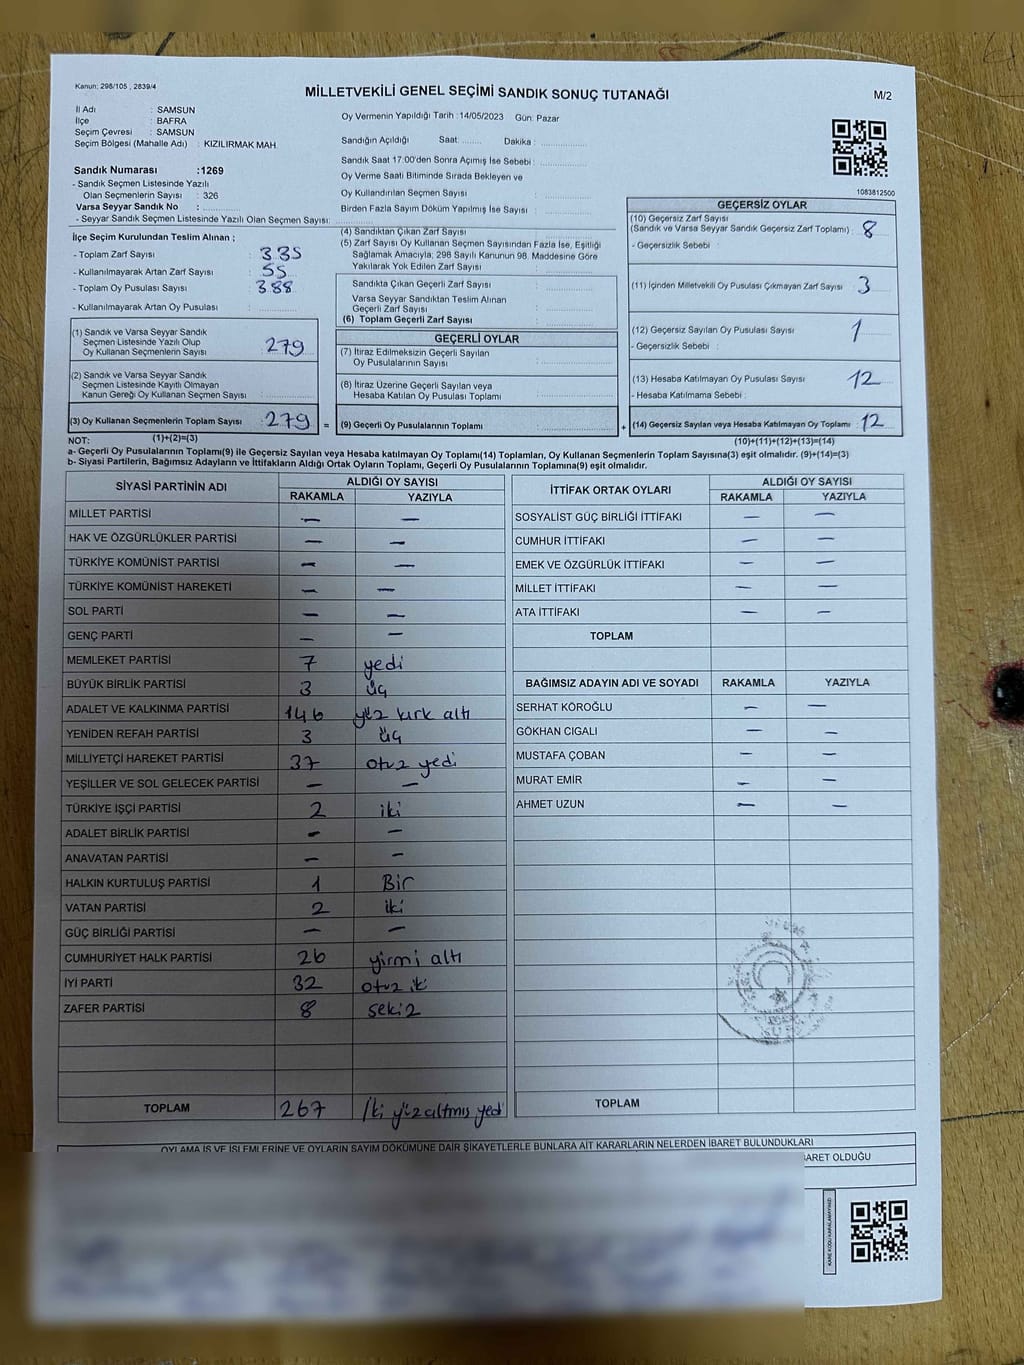 Kanun: 298/105 , 2839/4
MİLLETVEKİLİ GENEL SEÇİMİ SANDIK SONUÇ TUTANAĞI
M/2
İl Adı : SAMSUN
İlçe : BAFRA
Seçim Çevresi : SAMSUN
Seçim Bölgesi (Mahalle Adı) : KIZILIRMAK MAH.
Oy Vermenin Yapıldığı Tarih :14/05/2023 Gün: Pazar
Sandığın Açıldığı Saat: ........ Dakika :
Sandık Saat 17:00'den Sonra Açımış İse Sebebi :
Oy Verme Saati Bitiminde Sırada Bekleyen ve
Oy Kullandırılan Seçmen Sayısı
Birden Fazla Sayım Döküm Yapılmış İse Sayısı :
Sandık Numarası :1269
- Sandık Seçmen Listesinde Yazılı
Olan Seçmenlerin Sayısı : 326
Varsa Seyyar Sandık No :
- Seyyar Sandık Seçmen Listesinde Yazılı Olan Seçmen Sayısı:
1083812500
İlçe Seçim Kurulundan Teslim Alınan ;
- Toplam Zarf Sayısı : 335
- Kullanılmayarak Artan Zarf Sayısı : 55
- Toplam Oy Pusulası Sayısı : 388
- Kullanılmayarak Artan Oy Pusulası :
(1) Sandık ve Varsa Seyyar Sandık
Seçmen Listesinde Yazılı Olup
Oy Kullanan Seçmenlerin Sayısı : 279
(2) Sandık ve Varsa Seyyar Sandık
Seçmen Listesinde Kayıtlı Olmayan
Kanun Gereği Oy Kullanan Seçmen Sayısı :
(3) Oy Kullanan Seçmenlerin Toplam Sayısı : 279 =
(1)+(2)=(3)
(4) Sandıktan Çıkan Zarf Sayısı :
(5) Zarf Sayısı Oy Kullanan Seçmen Sayısından Fazla İse, Eşitliği
Sağlamak Amacıyla; 298 Sayılı Kanunun 98. Maddesine Göre
Yakılarak Yok Edilen Zarf Sayısı :
Sandıkta Çıkan Geçerli Zarf Sayısı :
Varsa Seyyar Sandıktan Teslim Alınan
Geçerli Zarf Sayısı :
(6) Toplam Geçerli Zarf Sayısı :
GEÇERLİ OYLAR
(7) İtiraz Edilmeksizin Geçerli Sayılan
Oy Pusulalarının Sayısı :
(8) İtiraz Üzerine Geçerli Sayılan veya
Hesaba Katılan Oy Pusulası Toplamı :
(9) Geçerli Oy Pusulalarının Toplamı : +
GEÇERSİZ OYLAR
(10) Geçersiz Zarf Sayısı
(Sandık ve Varsa Seyyar Sandık Geçersiz Zarf Toplamı) : 8
- Geçersizlik Sebebi :
(11) İçinden Milletvekili Oy Pusulası Çıkmayan Zarf Sayısı : 3
(12) Geçersiz Sayılan Oy Pusulası Sayısı : 1
- Geçersizlik Sebebi :
(13) Hesaba Katılmayan Oy Pusulası Sayısı : 12
- Hesaba Katılmama Sebebi :
(14) Geçersiz Sayılan veya Hesaba Katılmayan Oy Toplamı : 12
(10)+(11)+(12)+(13)=(14)
NOT:
a- Geçerli Oy Pusulalarının Toplamı(9) ile Geçersiz Sayılan veya Hesaba Katılmayan Oy Toplamı(14) Toplamları, Oy Kullanan Seçmenlerin Toplam Sayısına(3) eşit olmalıdır. (9)+(14)=(3)
b- Siyasi Partilerin, Bağımsız Adayların ve İttifakların Aldığı Ortak Oyların Toplamı, Geçerli Oy Pusulalarının Toplamına(9) eşit olmalıdır.
SİYASİ PARTİNİN ADI ALDIĞI OY SAYISI
RAKAMLA YAZIYLA
MİLLET PARTİSİ — —
HAK VE ÖZGÜRLÜKLER PARTİSİ — —
TÜRKİYE KOMÜNİST PARTİSİ — —
TÜRKİYE KOMÜNİST HAREKETİ — —
SOL PARTİ — —
GENÇ PARTİ — —
MEMLEKET PARTİSİ 7 yedi
BÜYÜK BİRLİK PARTİSİ 3 üç
ADALET VE KALKINMA PARTİSİ 146 yüz kırk altı
YENİDEN REFAH PARTİSİ 3 üç
MİLLİYETÇİ HAREKET PARTİSİ 37 otuz yedi
YEŞİLLER VE SOL GELECEK PARTİSİ — —
TÜRKİYE İŞÇİ PARTİSİ 2 iki
ADALET BİRLİK PARTİSİ — —
ANAVATAN PARTİSİ — —
HALKIN KURTULUŞ PARTİSİ 1 Bir
VATAN PARTİSİ 2 iki
GÜÇ BİRLİĞİ PARTİSİ — —
CUMHURİYET HALK PARTİSİ 26 yirmi altı
İYİ PARTİ 32 otuz iki
ZAFER PARTİSİ 8 sekiz
TOPLAM 267 İki yüz altmış yedi
İTTİFAK ORTAK OYLARI ALDIĞI OY SAYISI
RAKAMLA YAZIYLA
SOSYALİST GÜÇ BİRLİĞİ İTTİFAKI — —
CUMHUR İTTİFAKI — —
EMEK VE ÖZGÜRLÜK İTTİFAKI — —
MİLLET İTTİFAKI — —
ATA İTTİFAKI — —
TOPLAM
BAĞIMSIZ ADAYIN ADI VE SOYADI RAKAMLA YAZIYLA
SERHAT KÖROĞLU — —
GÖKHAN CIGALI — —
MUSTAFA ÇOBAN — —
MURAT EMİR — —
AHMET UZUN — —
TOPLAM
OYLAMA İŞ VE İŞLEMLERİNE VE OYLARIN SAYIM DÖKÜMÜNE DAİR ŞİKAYETLERLE BUNLARA AİT KARARLARIN NELERDEN İBARET BULUNDUKLARI
BARET OLDUĞU